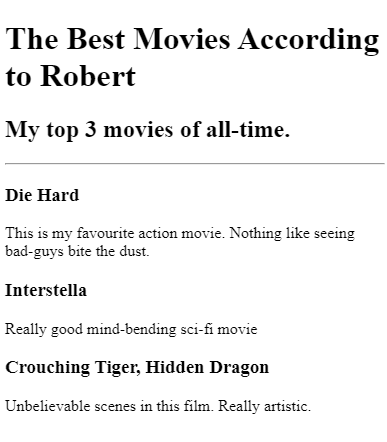 The Best Movies According
to Robert
My top 3 movies of all-time.
Die Hard
This is my favourite action movie. Nothing like seeing
bad-guys bite the dust.
Interstella
Really good mind-bending sci-fi movie
Crouching Tiger, Hidden Dragon
Unbelievable scenes in this film. Really artistic.